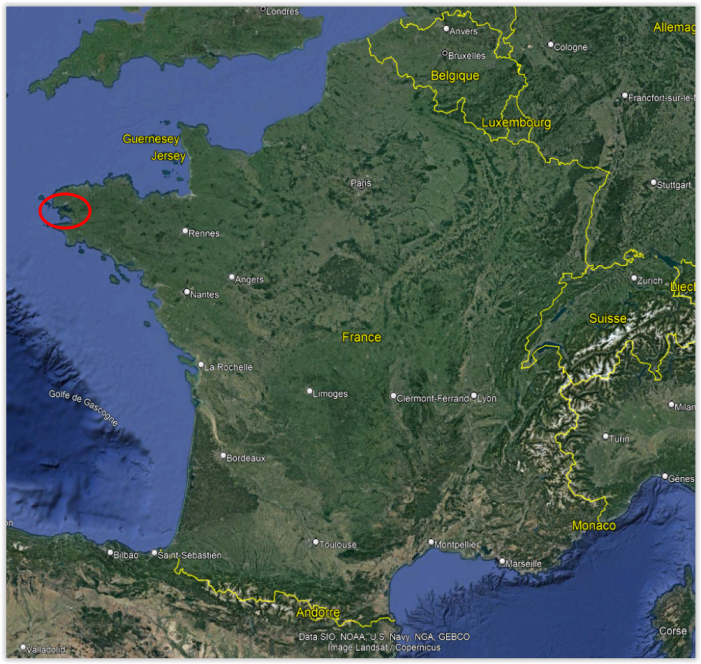 Londres
Anvers
Allemag
Cologne
Bruxelles
Belgique
Francfort-sur-le-M
Luxembourg
Guernesey
Jersey
Paris
Stuttgart
Rennes
Angers
Zurich
Liech
Nantes
Suisse
France
La Rochelle
Limoges
Clermont-Ferrand
Lyon
Golfe de Gascogne
Milan
Turin
Bordeaux
Gênes
Monaco
Toulouse
Montpellier
Bilbao
Saint-Sébastien
Marseille
Andorre
Corse
Data SIO, NOAA, U.S. Navy, NGA, GEBCO
Image Landsat / Copernicus
Valladolid